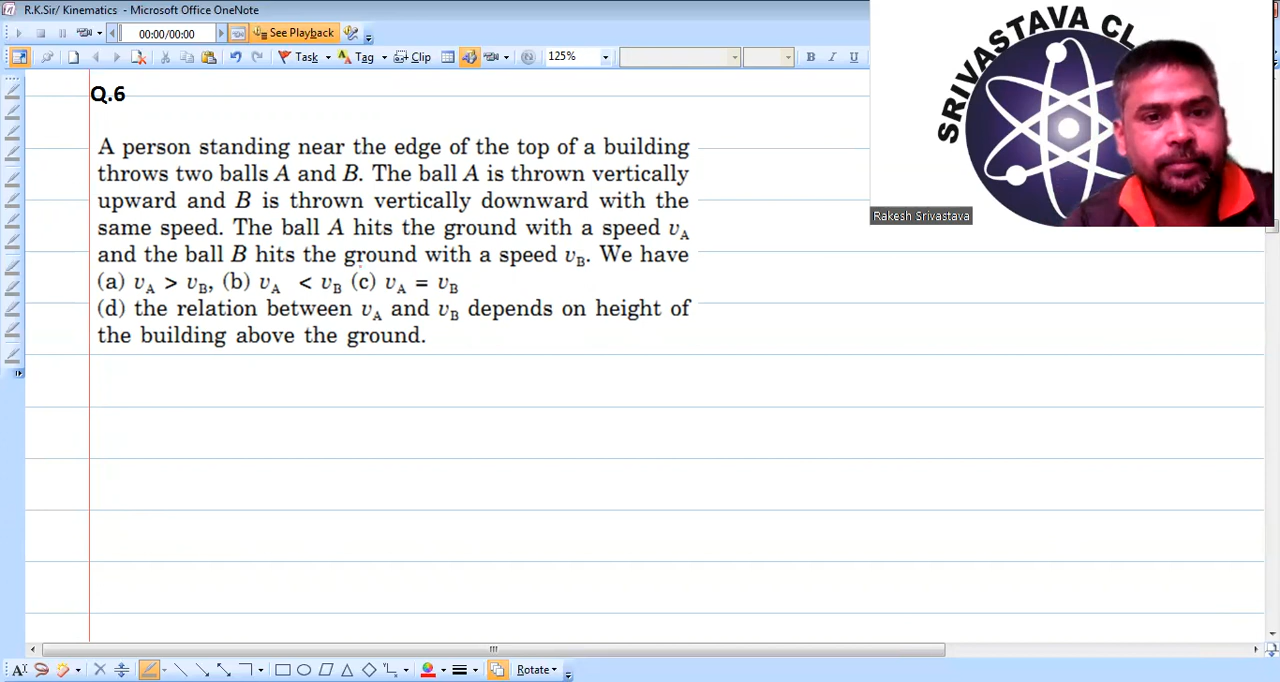 R.K.Sir/ Kinematics - Microsoft Office OneNote
00:00/00:00 See Playback
Task Tag Clip 125% B I U
SRIVASTAVA CL
Q.6
A person standing near the edge of the top of a building
throws two balls A and B. The ball A is thrown vertically
upward and B is thrown vertically downward with the
same speed. The ball A hits the ground with a speed vA
and the ball B hits the ground with a speed vB. We have
(a) vA > vB, (b) vA < vB (c) vA = vB
(d) the relation between vA and vB depends on height of
the building above the ground.
Rakesh Srivastava
Rotate